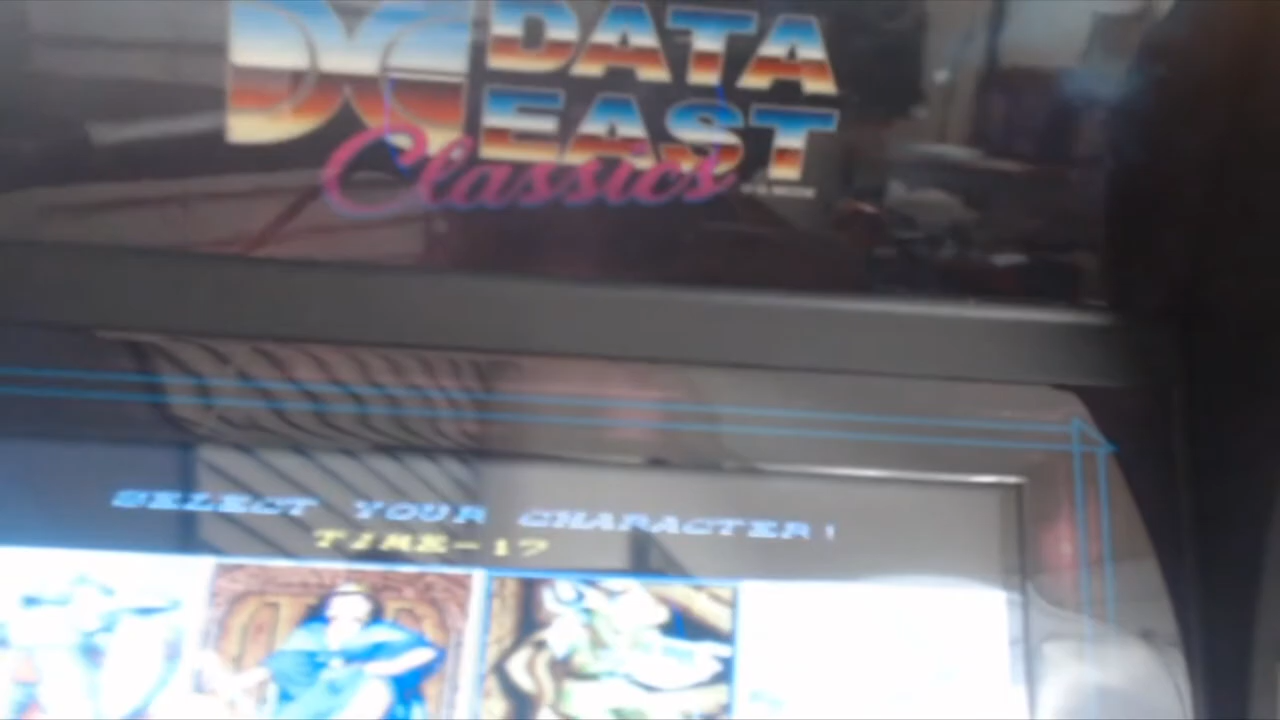 DATA
EAST
Classics
SELECT YOUR CHARACTER!
TIME-17